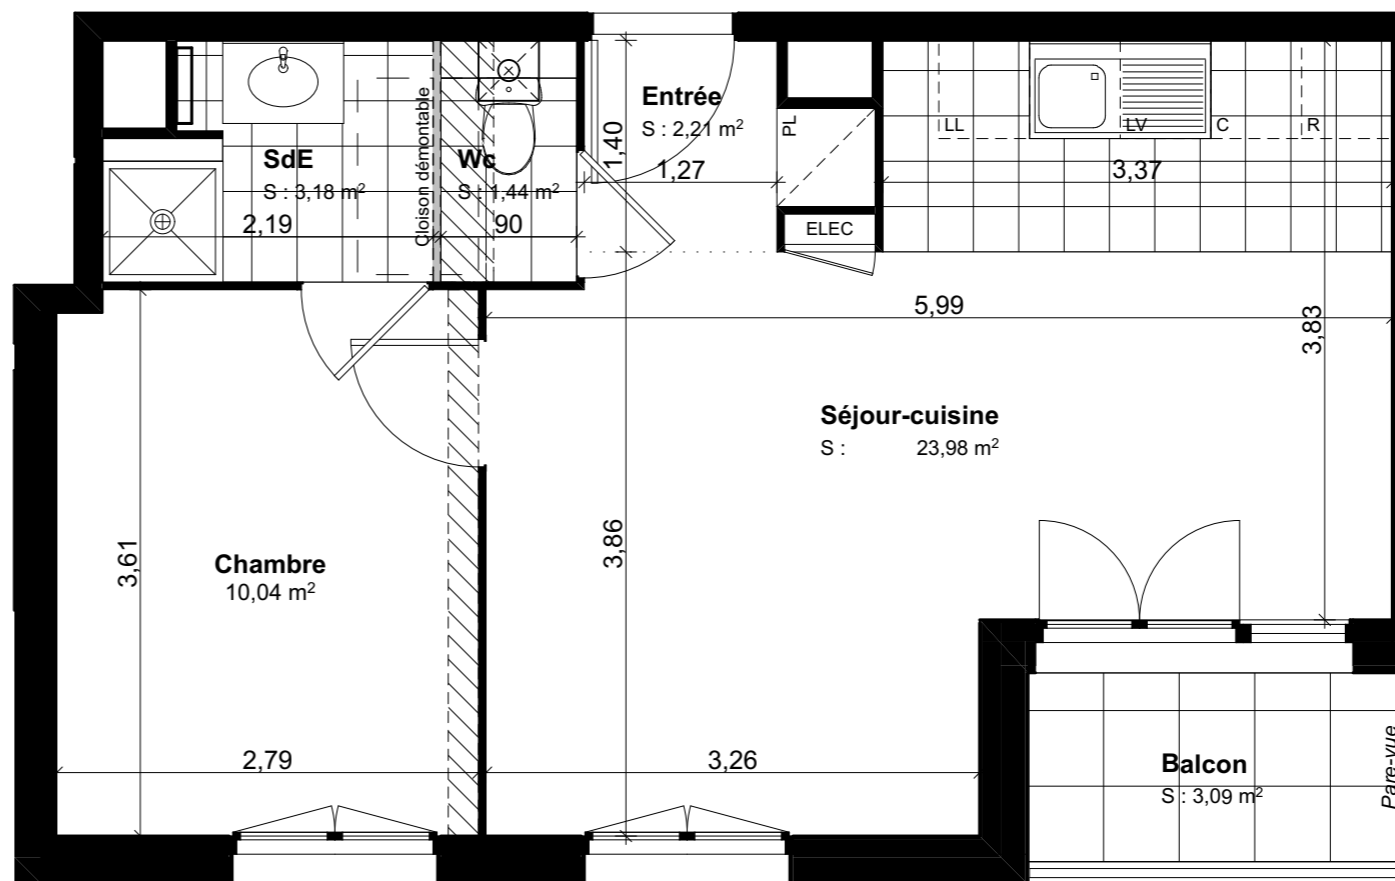 Entrée
S : 2,21 m²
1,40
1,27
PL
ELEC
LL
LV
C
R
3,37
SdE
S : 3,18 m²
2,19
Cloison démontable
Wc
S : 1,44 m²
90
5,99
3,83
Séjour-cuisine
S : 23,98 m²
3,86
3,61
Chambre
10,04 m²
2,79
3,26
Balcon
S : 3,09 m²
Pare-vue